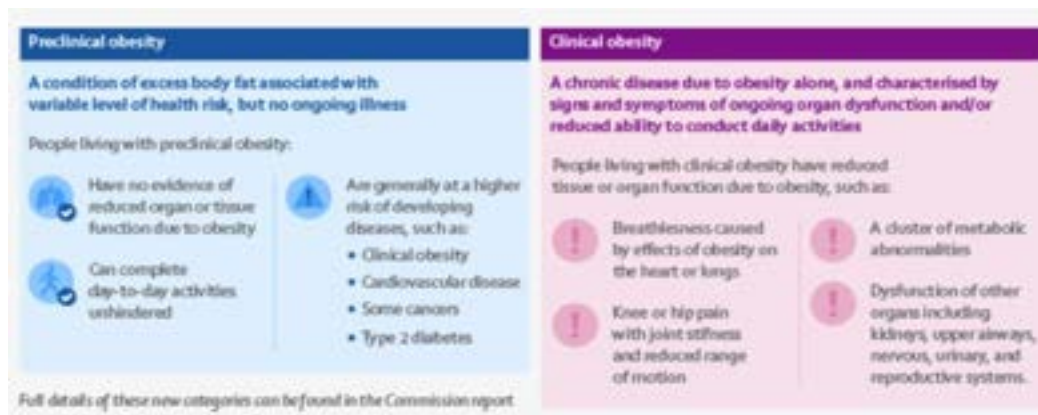 Preclinical obesity
A condition of excess body fat associated with
variable level of health risk, but no ongoing illness
People living with preclinical obesity:
Have no evidence of
reduced organ or tissue
function due to obesity
Can complete
day-to-day activities
unhindered
Are generally at a higher
risk of developing
diseases, such as:
• Clinical obesity
• Cardiovascular disease
• Some cancers
• Type 2 diabetes
Full details of these new categories can be found in the Commission report
Clinical obesity
A chronic disease due to obesity alone, and characterised by
signs and symptoms of ongoing organ dysfunction and/or
reduced ability to conduct daily activities
People living with clinical obesity have reduced
tissue or organ function due to obesity, such as:
Breathlessness caused
by effects of obesity on
the heart or lungs
Knee or hip pain
with joint stiffness
and reduced range
of motion
A cluster of metabolic
abnormalities
Dysfunction of other
organs including
kidneys, upper airways,
nervous, urinary, and
reproductive systems.